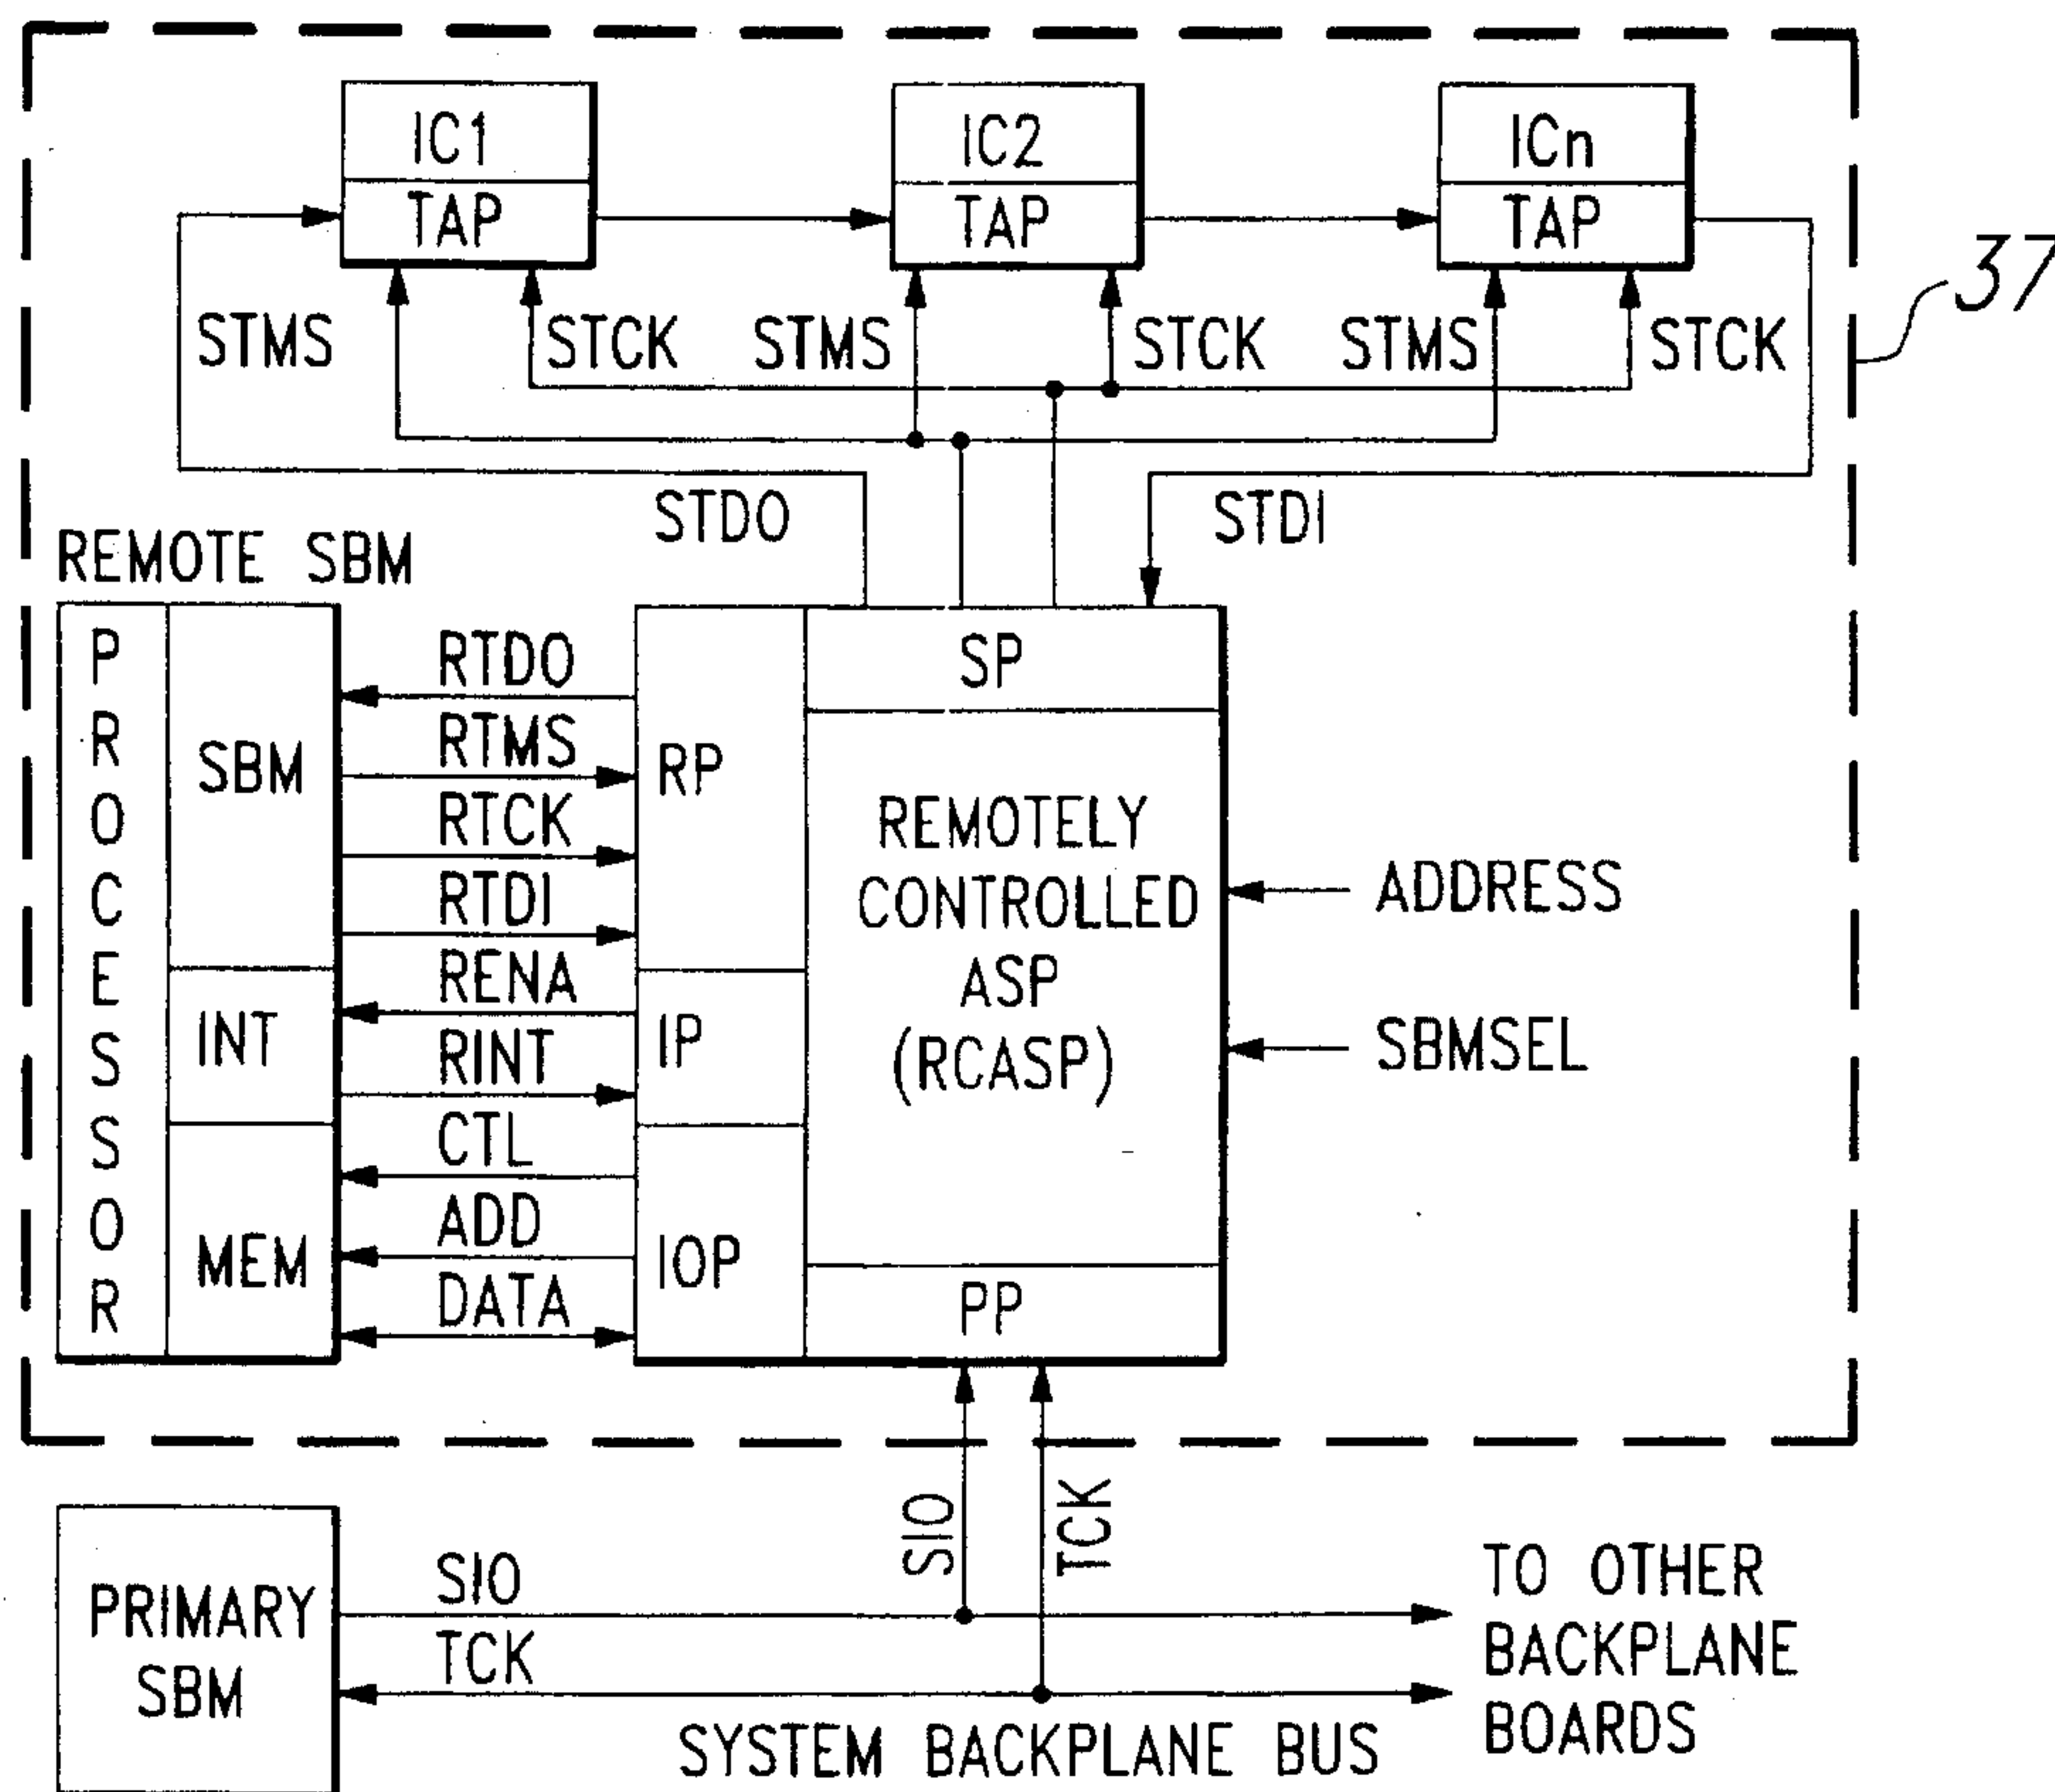 IC1
TAP
IC2
TAP
ICn
TAP
37
STMS
STCK
STMS
STCK
STMS
STCK
STDO
STDI
REMOTE SBM
PROCESSOR
SBM
INT
MEM
RTDO
RTMS
RTCK
RTDI
RENA
RINT
CTL
ADD
DATA
RP
IP
IOP
SP
REMOTELY
CONTROLLED
ASP
(RCASP)
PP
ADDRESS
SBMSEL
SIO
TCK
PRIMARY
SBM
SIO
TCK
SYSTEM BACKPLANE BUS
TO OTHER
BACKPLANE
BOARDS